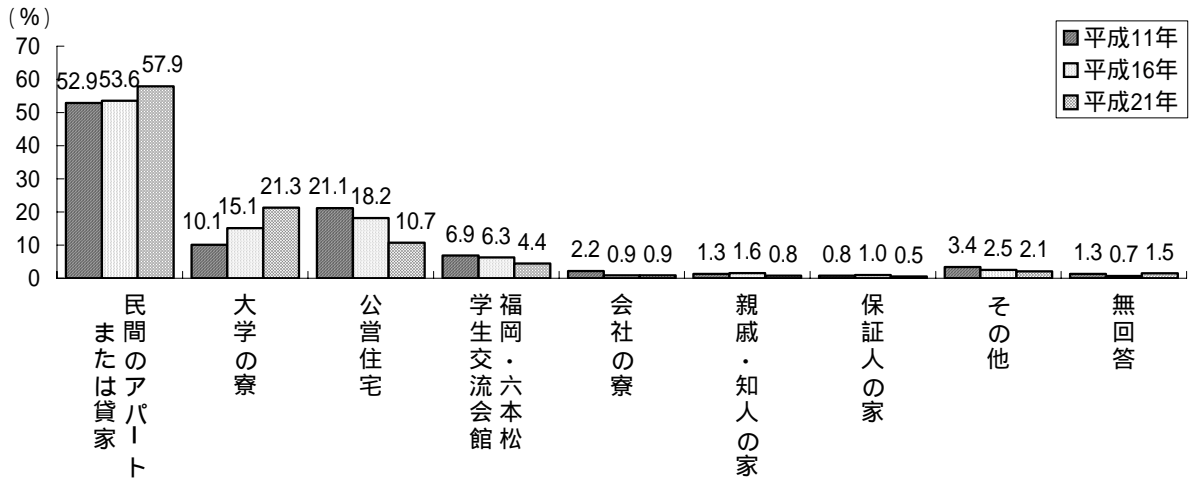 (%)
平成11年
平成16年
平成21年
70
60
50
40
30
20
10
0
52.9
53.6
57.9
10.1
15.1
21.3
21.1
18.2
10.7
6.9
6.3
4.4
2.2
0.9
0.9
1.3
1.6
0.8
0.8
1.0
0.5
3.4
2.5
2.1
1.3
0.7
1.5
民間のアパート
または貸家
大学の寮
公営住宅
福岡・六本松
学生交流会館
会社の寮
親戚・知人の家
保証人の家
その他
無回答